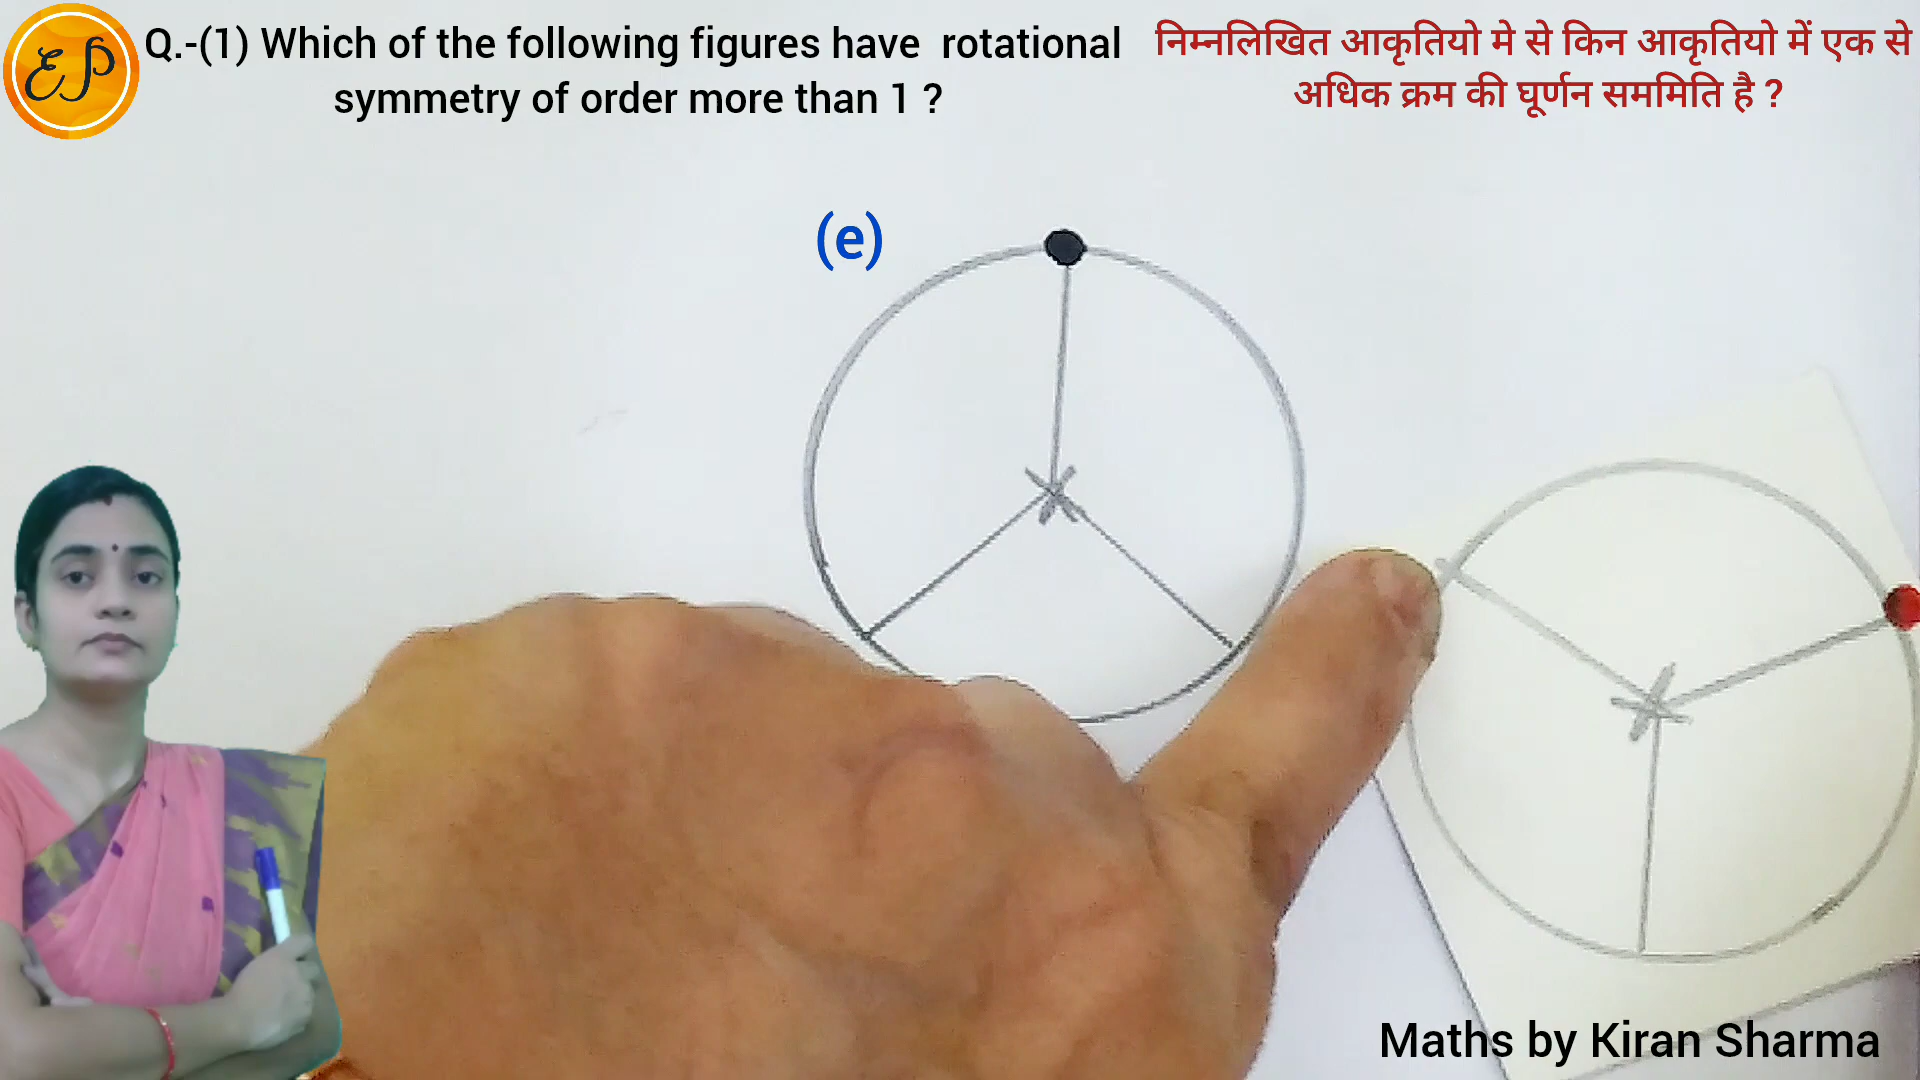 EP
Q.-(1) Which of the following figures have rotational
symmetry of order more than 1 ?
निम्नलिखित आकृतियो मे से किन आकृतियो में एक से
अधिक क्रम की घूर्णन सममिति है ?
(e)
Maths by Kiran Sharma